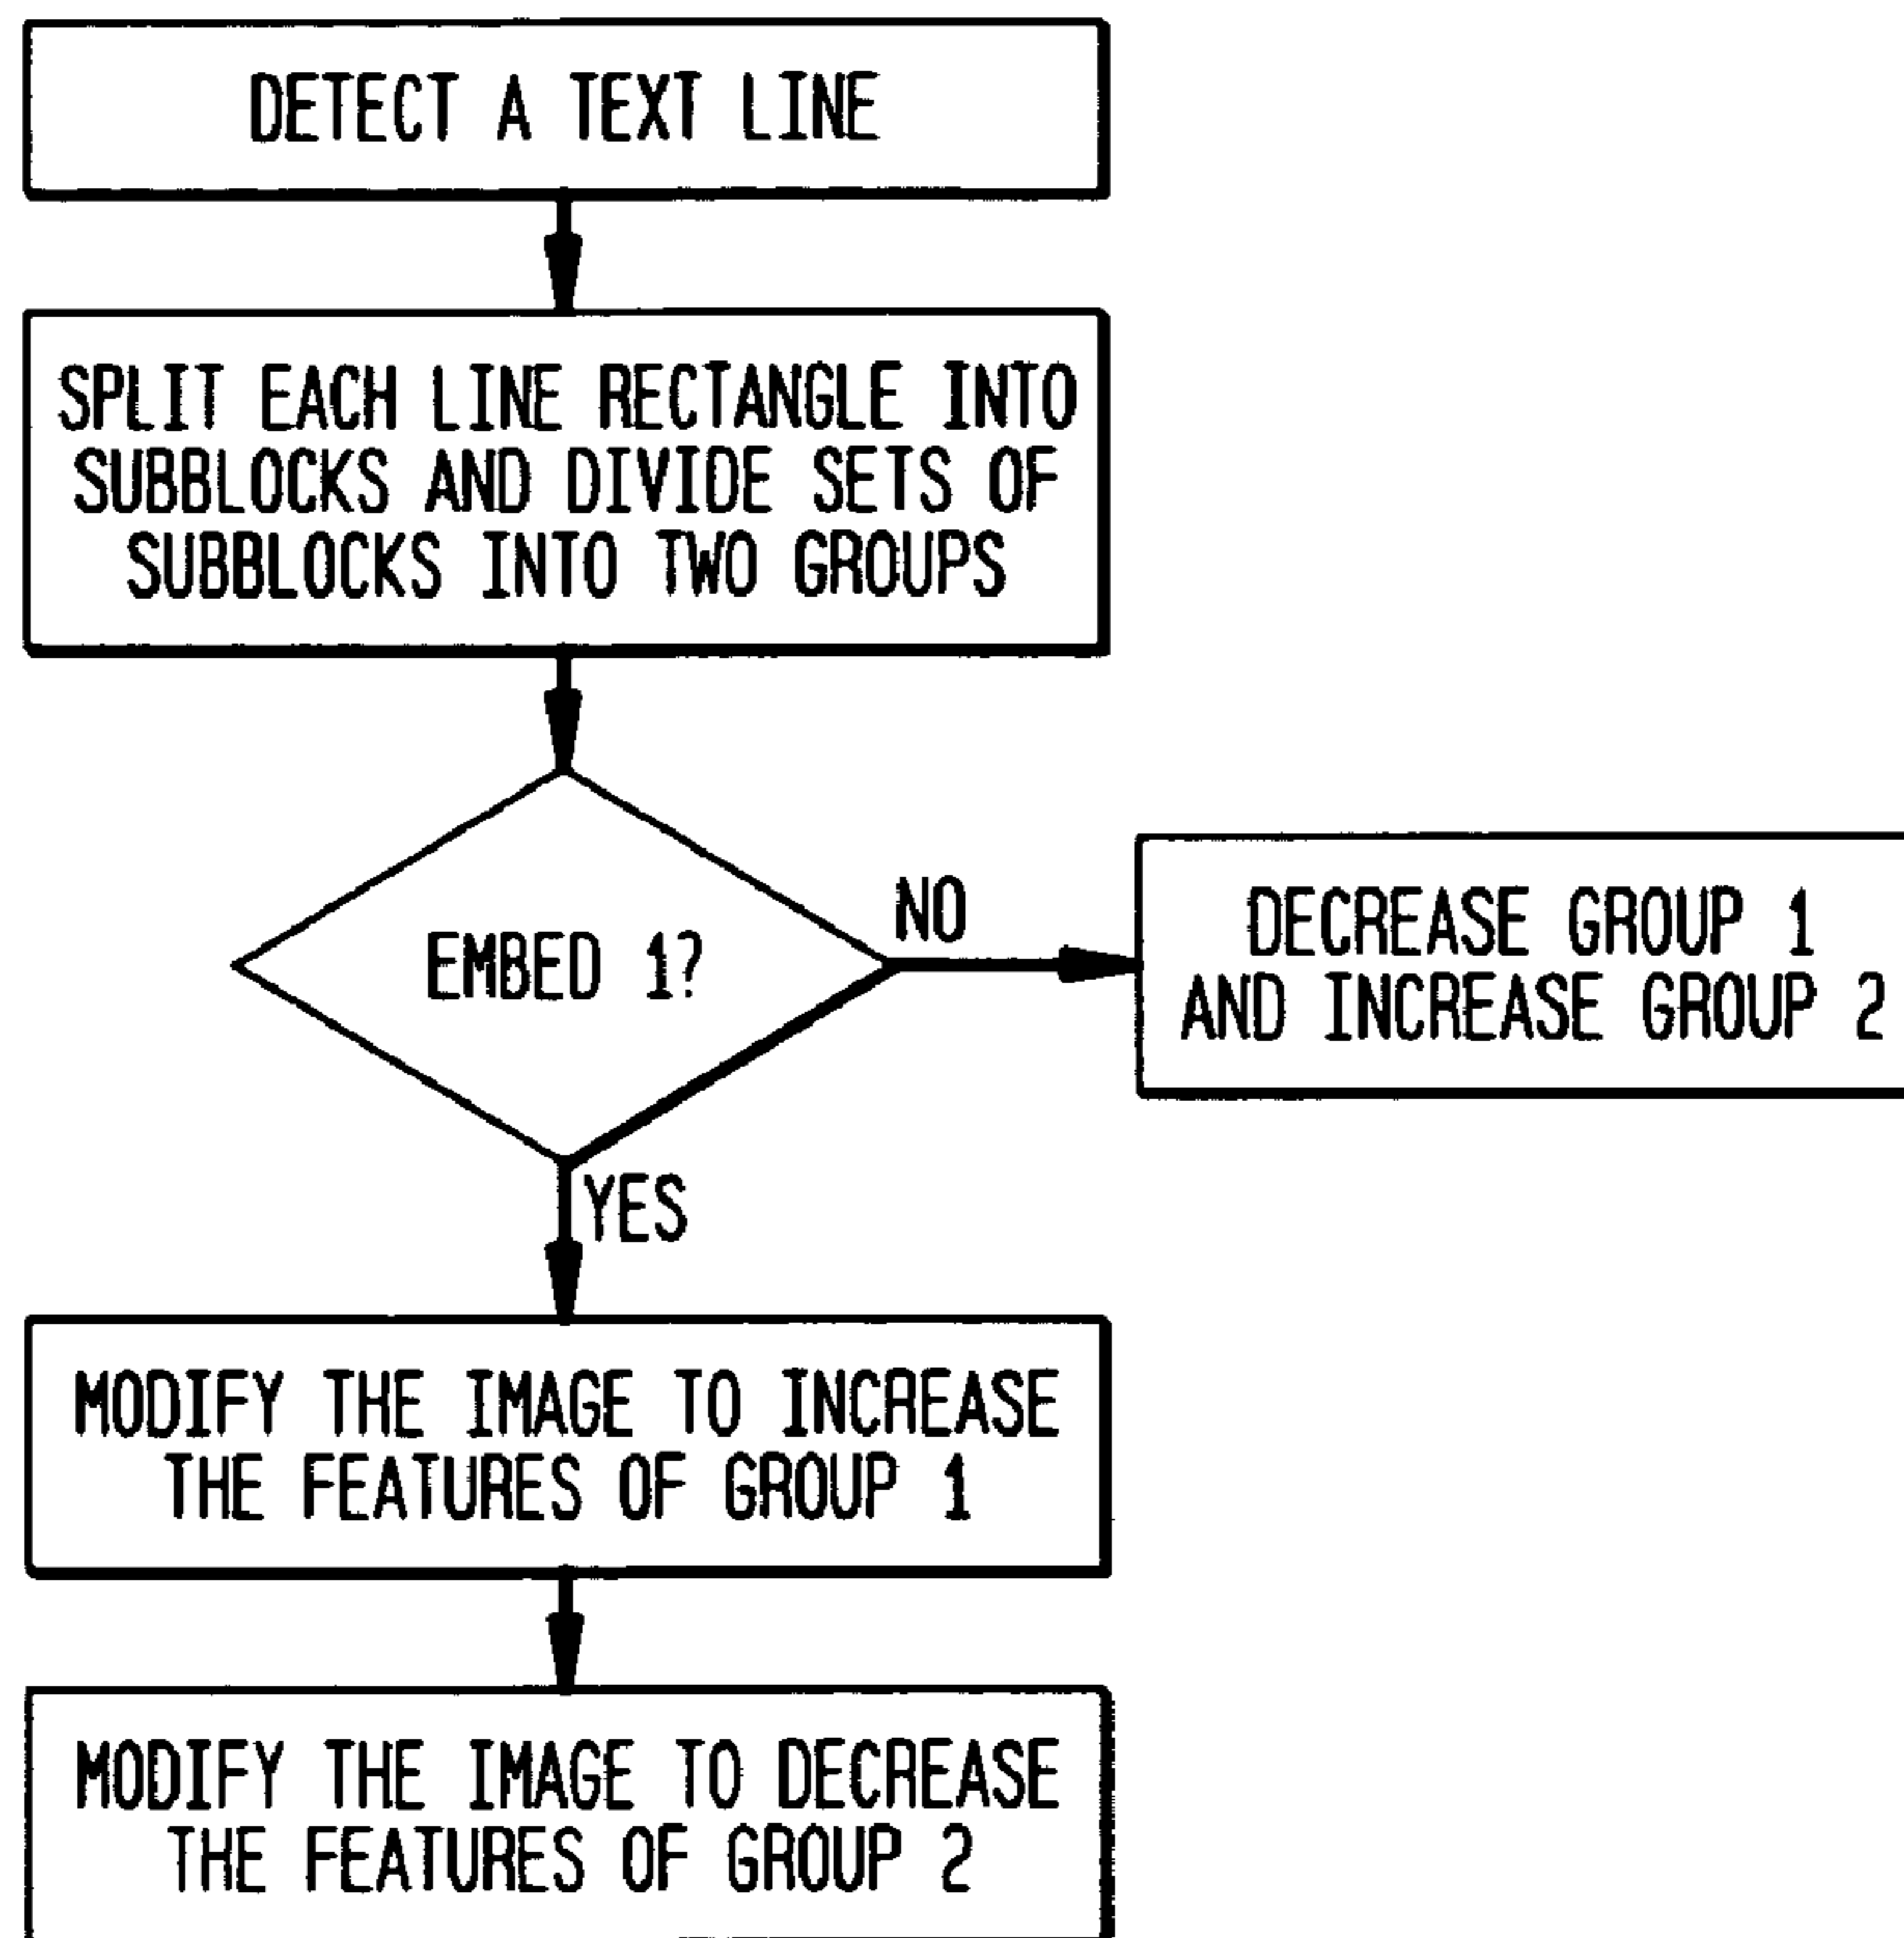 DETECT A TEXT LINE
SPLIT EACH LINE RECTANGLE INTO
SUBBLOCKS AND DIVIDE SETS OF
SUBBLOCKS INTO TWO GROUPS
EMBED 1?
NO
DECREASE GROUP 1
AND INCREASE GROUP 2
YES
MODIFY THE IMAGE TO INCREASE
THE FEATURES OF GROUP 1
MODIFY THE IMAGE TO DECREASE
THE FEATURES OF GROUP 2